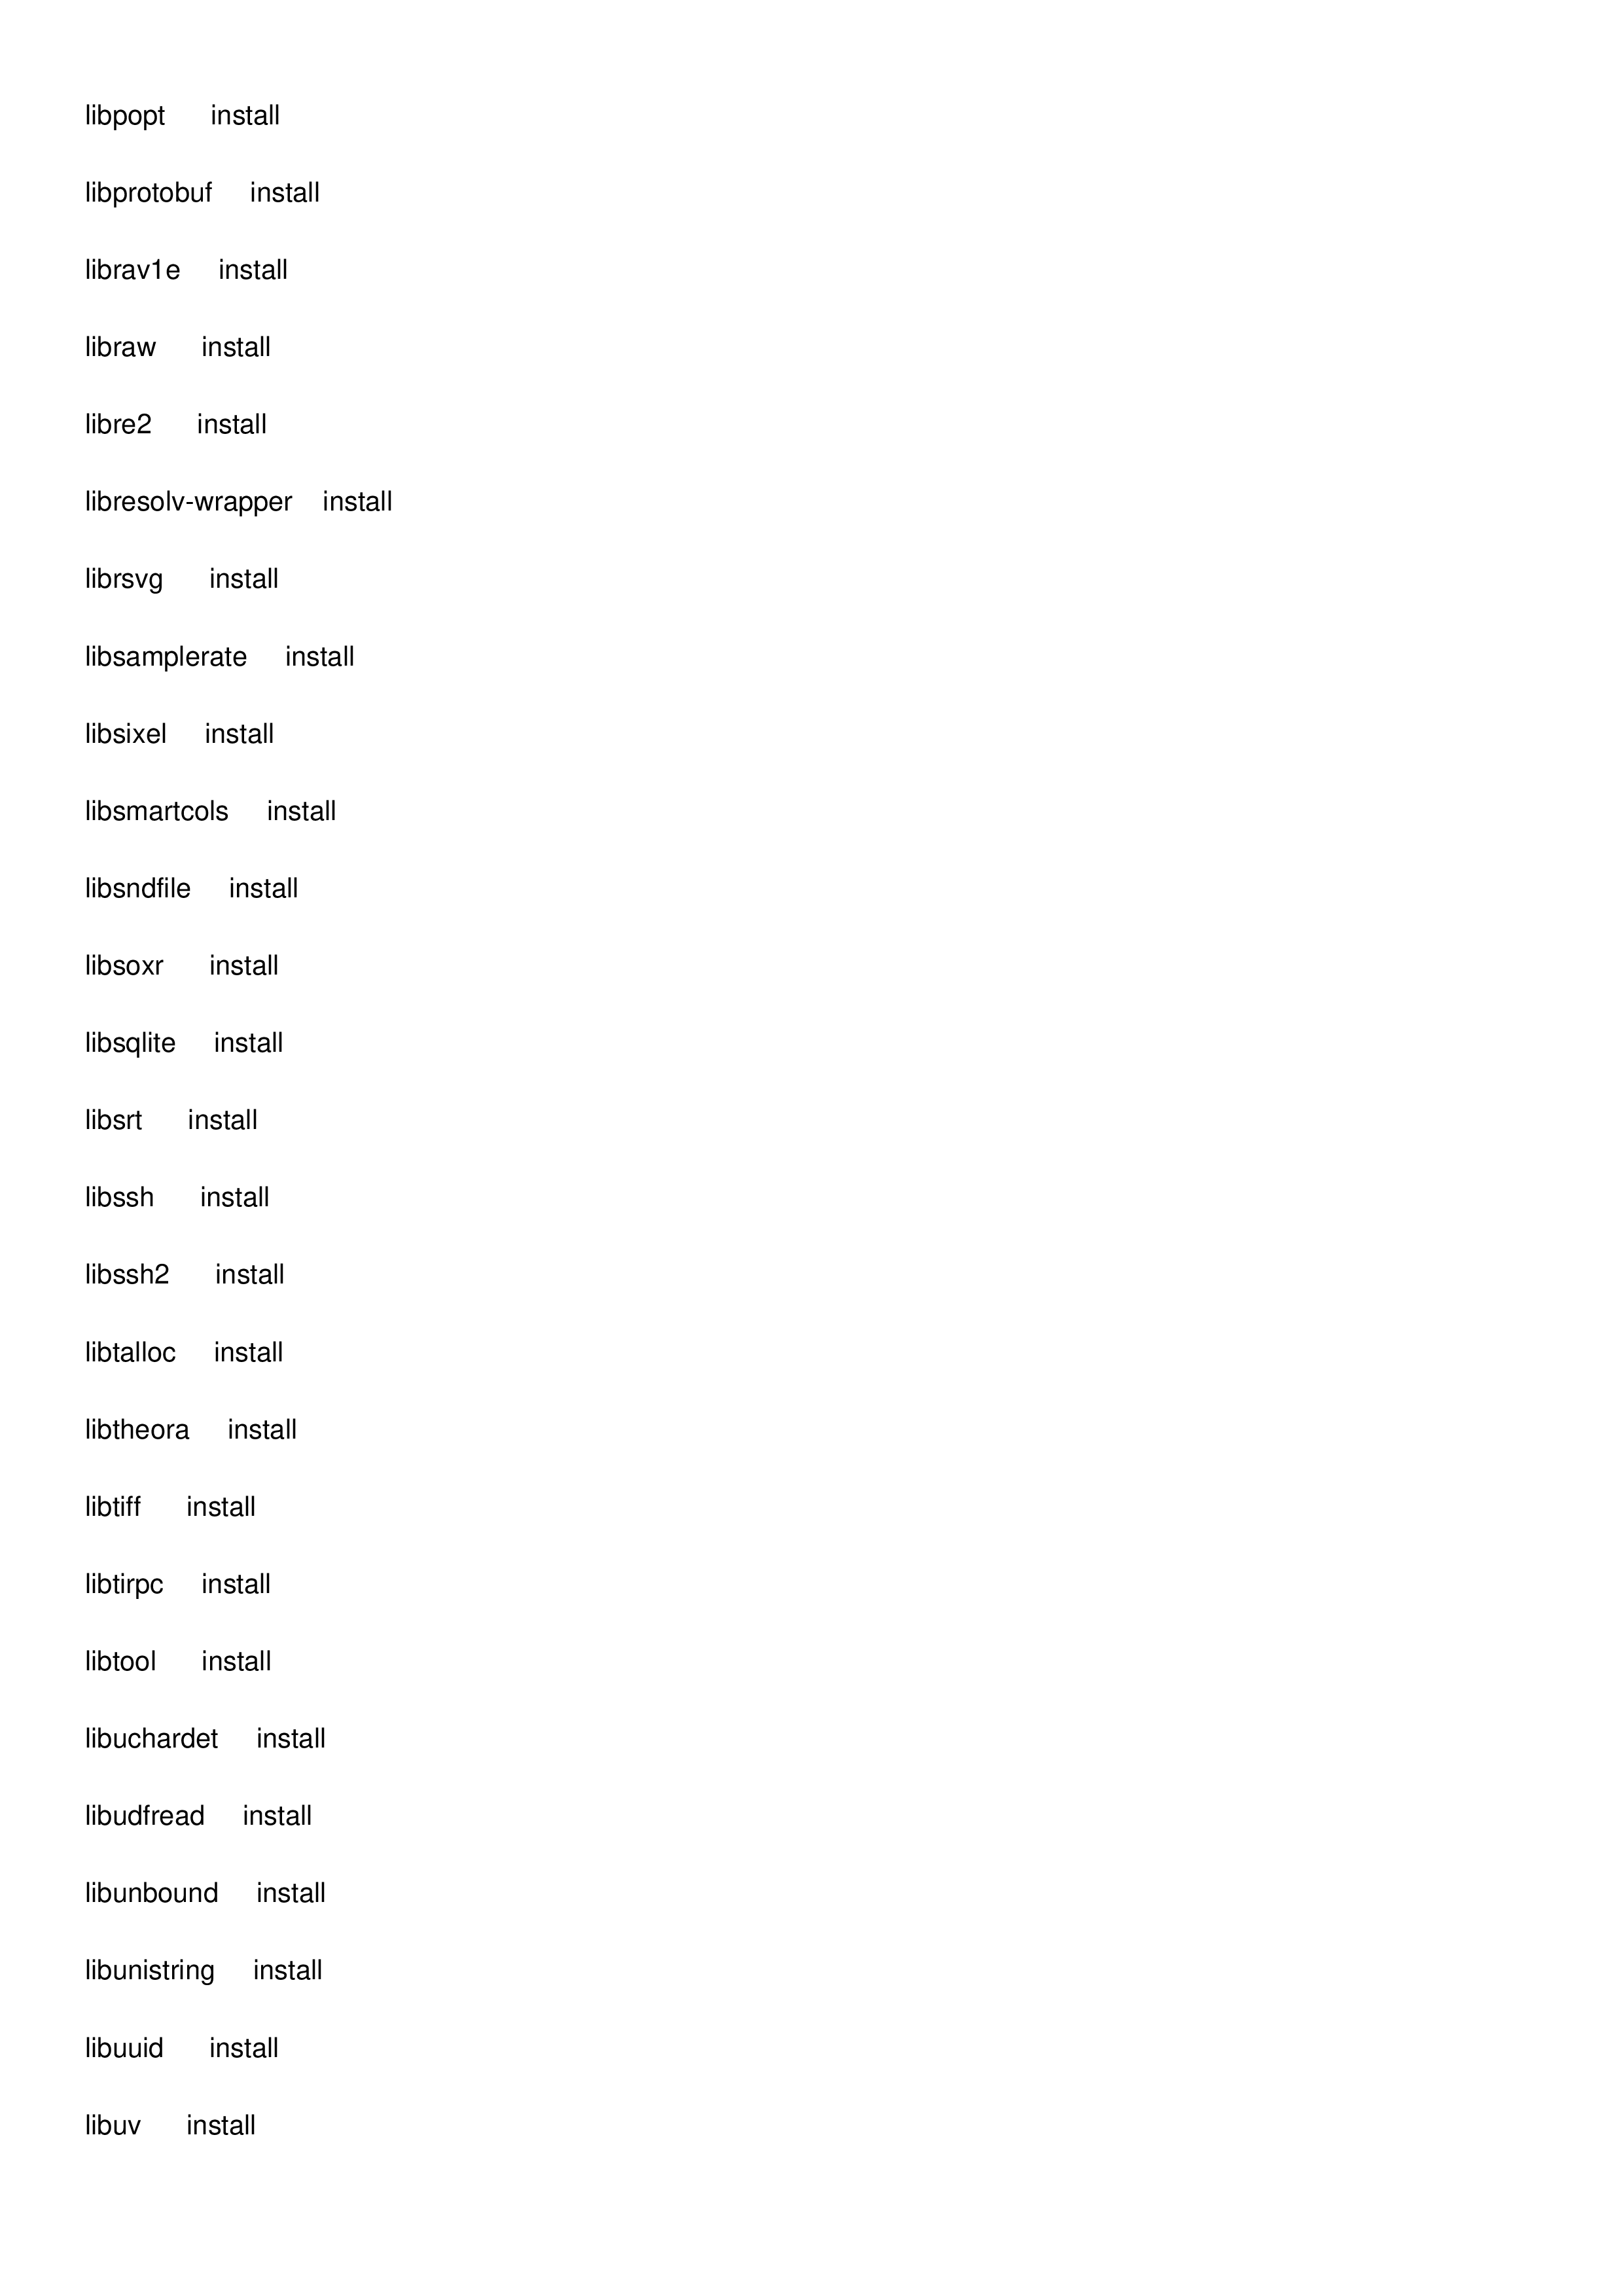 libpopt install
libprotobuf install
librav1e install
libraw install
libre2 install
libresolv-wrapper install
librsvg install
libsamplerate install
libsixel install
libsmartcols install
libsndfile install
libsoxr install
libsqlite install
libsrt install
libssh install
libssh2 install
libtalloc install
libtheora install
libtiff install
libtirpc install
libtool install
libuchardet install
libudfread install
libunbound install
libunistring install
libuuid install
libuv install